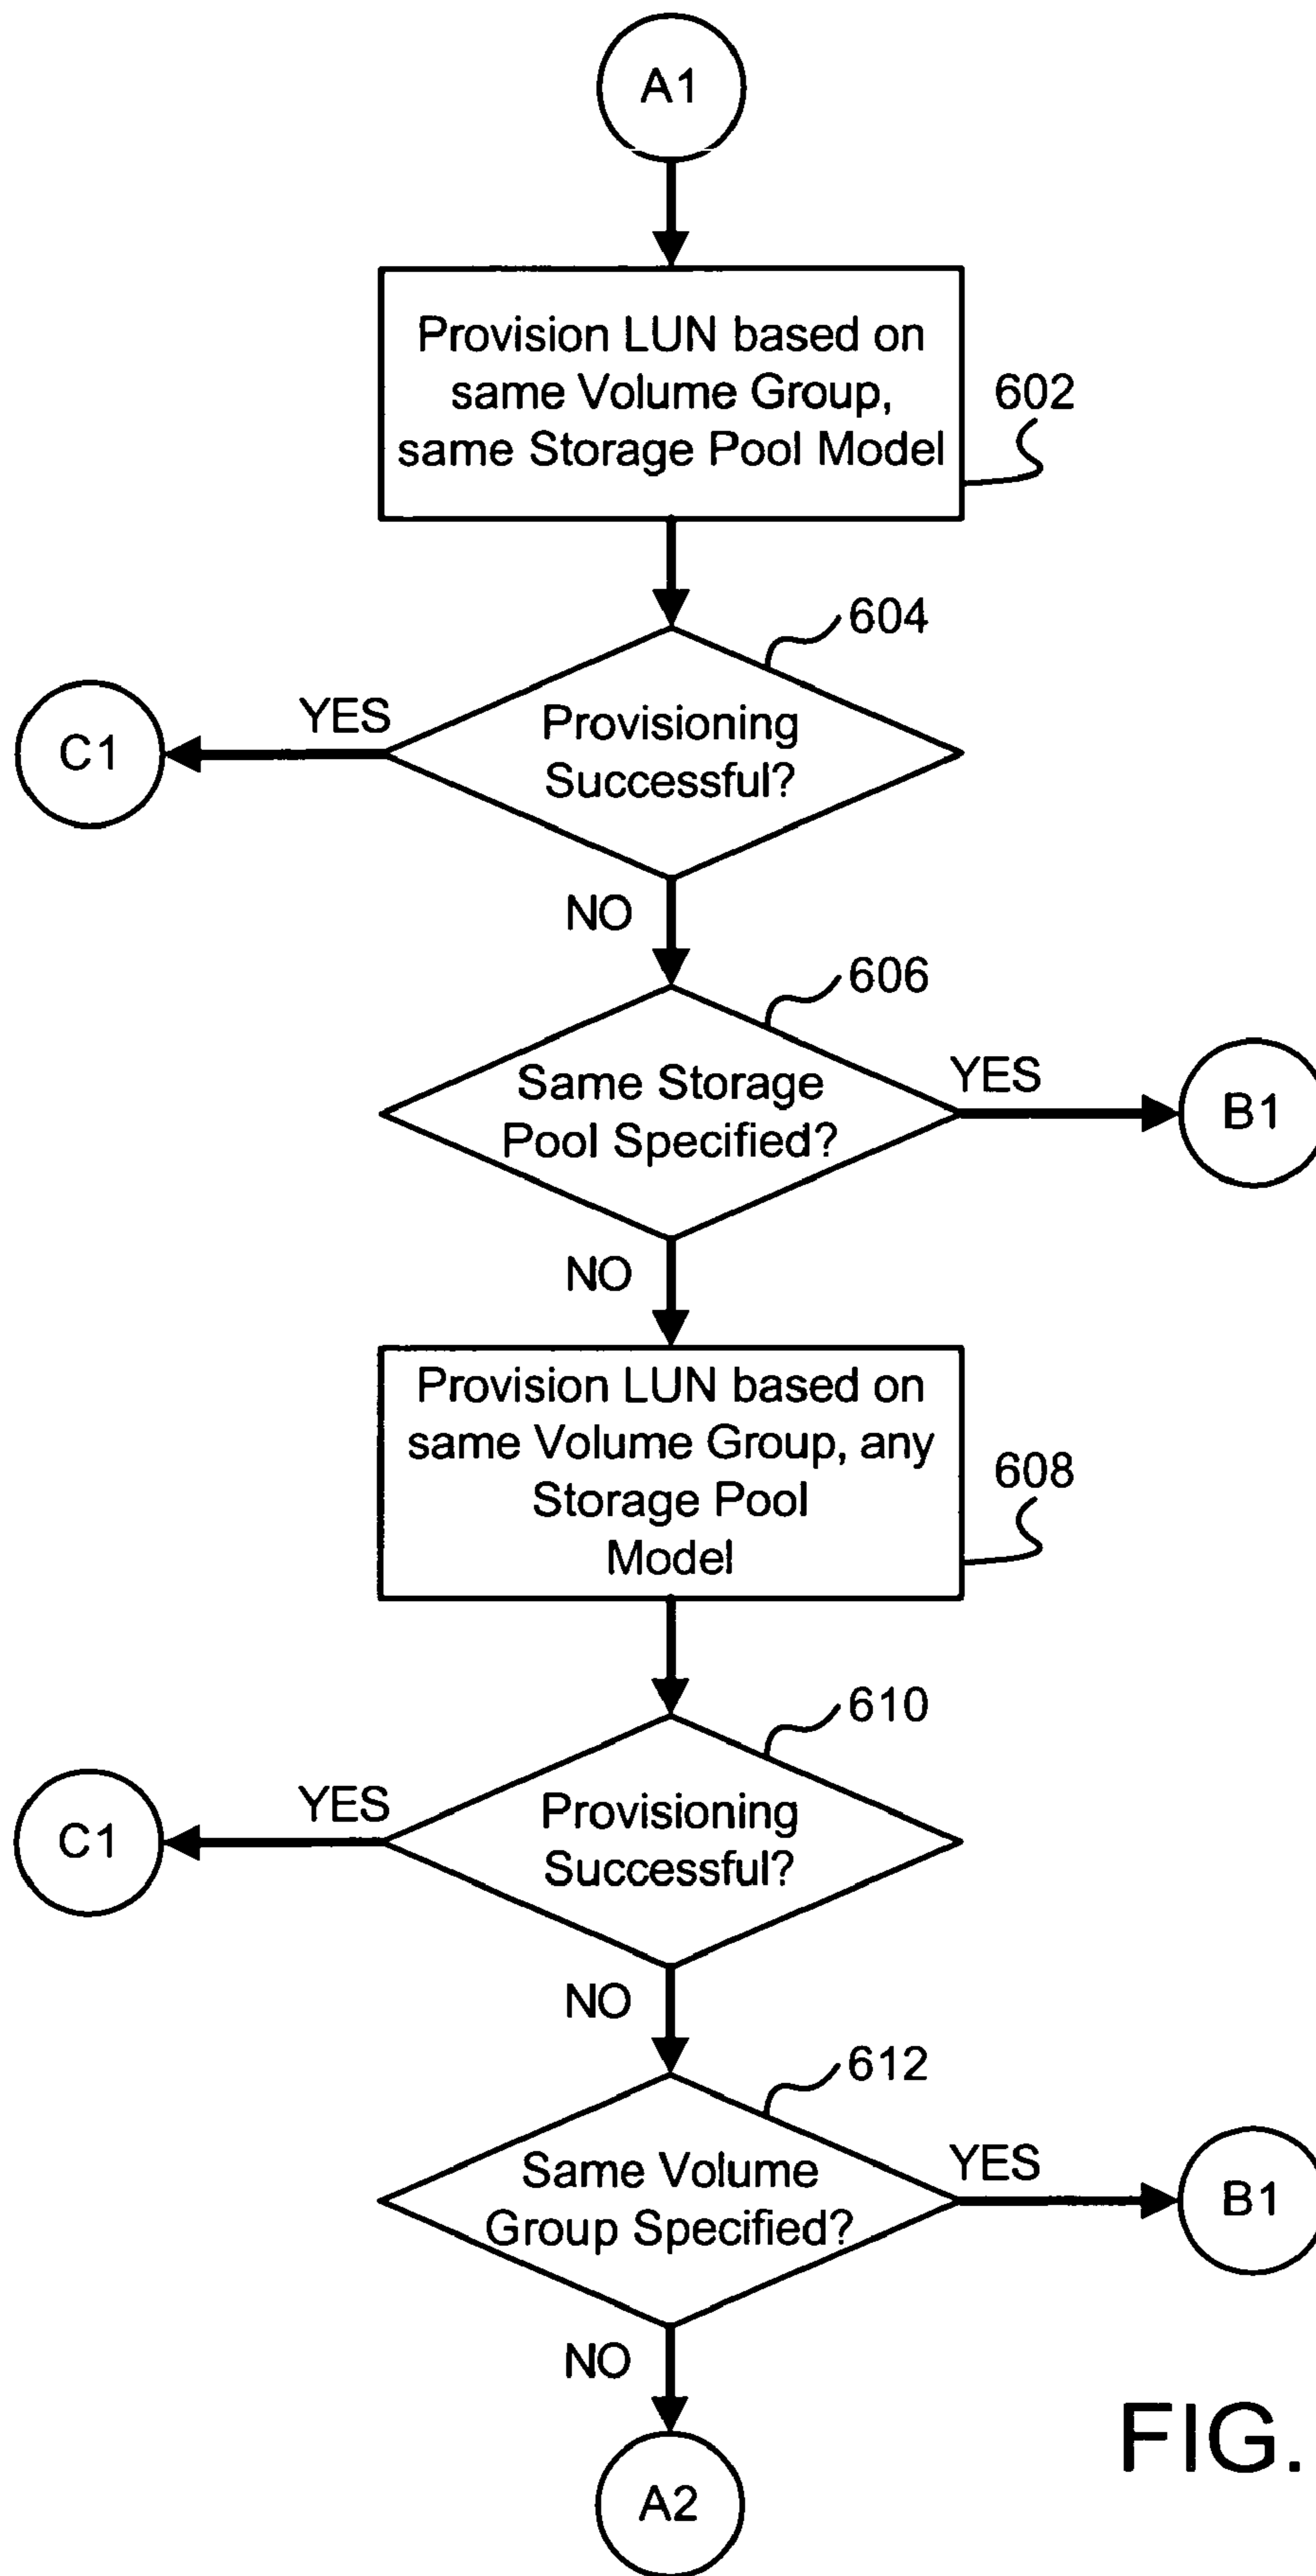 A1
Provision LUN based on
same Volume Group,
same Storage Pool Model
602
604
YES
C1
Provisioning
Successful?
NO
606
Same Storage
Pool Specified?
YES
B1
NO
Provision LUN based on
same Volume Group, any
Storage Pool
Model
608
610
YES
C1
Provisioning
Successful?
NO
612
Same Volume
Group Specified?
YES
B1
NO
FIG.
A2